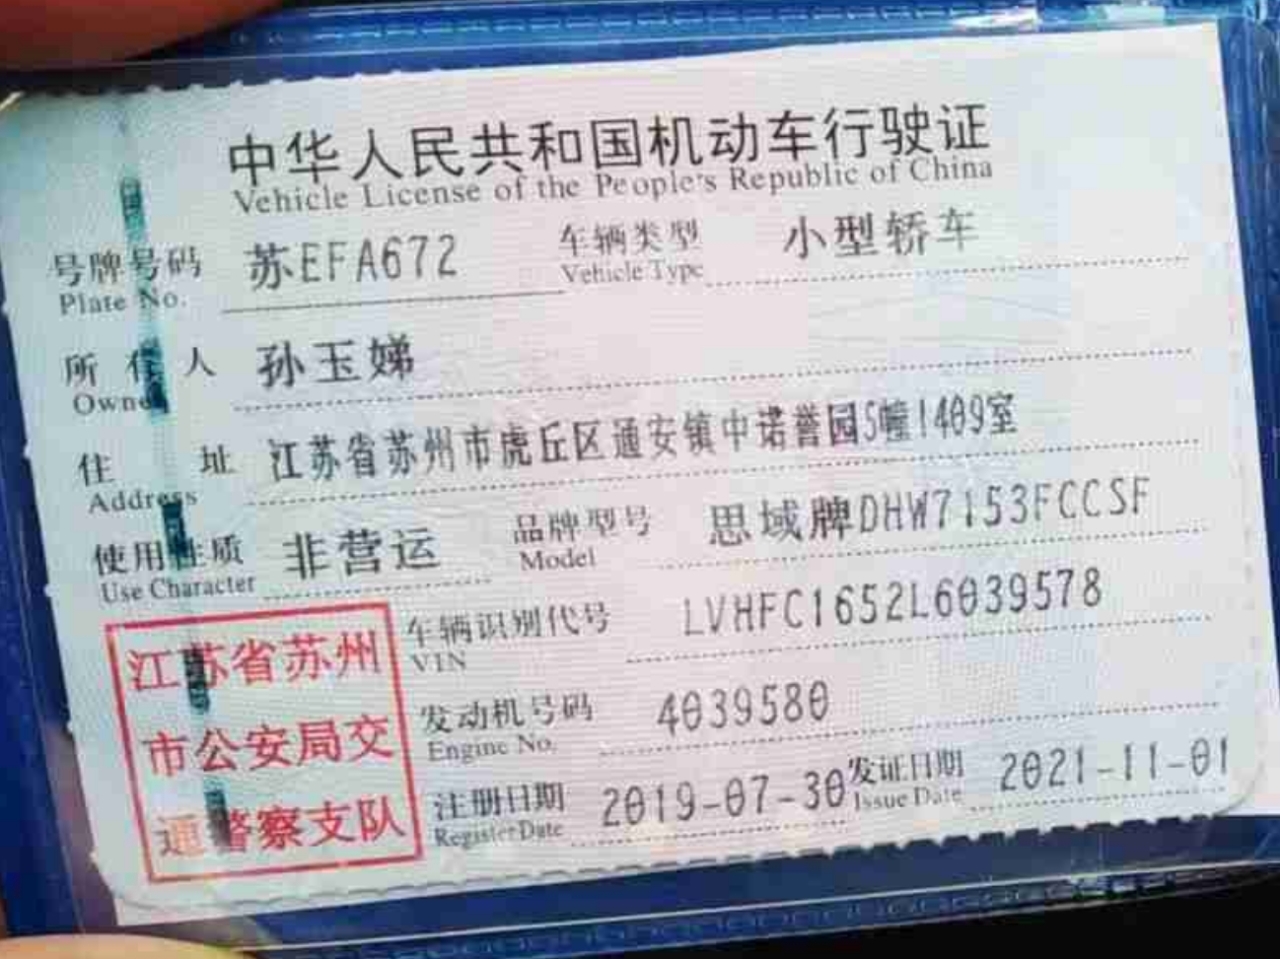 中华人民共和国机动车行驶证
Vehicle License of the People's Republic of China
号牌号码 苏EFA672 车辆类型 小型轿车
Plate No. Vehicle Type
所有人 孙玉娣
Owner
住址 江苏省苏州市虎丘区通安镇中诺誉园5幢1409室
Address
使用性质 非营运 品牌型号 思域牌DHW7153FCCSF
Use Character Model
车辆识别代号 LVHFC1652L6039578
VIN
发动机号码 4039580
Engine No.
注册日期 2019-07-30 发证日期 2021-11-01
Register Date Issue Date
江苏省苏州
市公安局交
通警察支队